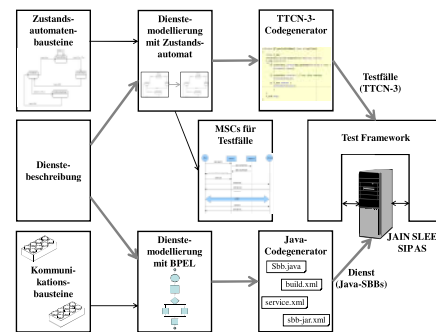 Zustands-
automaten-
bausteine
Dienste-
modellierung
mit Zustands-
automat
TTCN-3-
Codegenerator
Testfälle
(TTCN-3)
Dienste-
beschreibung
MSCs für
Testfälle
Test Framework
JAIN SLEE
SIP AS
Kommuni-
kations-
bausteine
Dienste-
modellierung
mit BPEL
Java-
Codegenerator
Sbb.java
build.xml
service.xml
sbb-jar.xml
Dienst
(Java-SBBs)